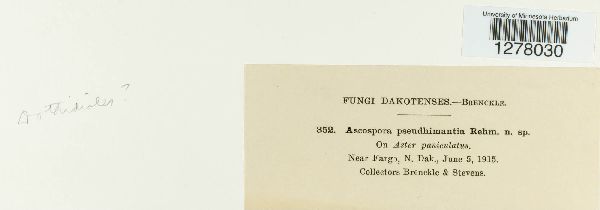 University of Minnesota Herbarium
1278030
Dothidiales?
FUNGI DAKOTENSES.—Brenckle.
352. Ascospora pseudhimantia Rehm. n. sp.
On Aster paniculatus.
Near Fargo, N. Dak., June 5, 1915.
Collectors Brenckle & Stevens.